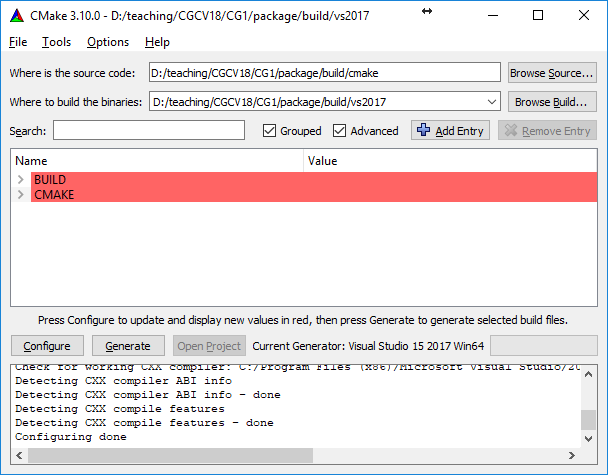 CMake 3.10.0 - D:/teaching/CGCV18/CG1/package/build/vs2017
File Tools Options Help
Where is the source code: D:/teaching/CGCV18/CG1/package/build/cmake Browse Source...
Where to build the binaries: D:/teaching/CGCV18/CG1/package/build/vs2017 Browse Build...
Search: Grouped Advanced Add Entry Remove Entry
Name Value
BUILD
CMAKE
Press Configure to update and display new values in red, then press Generate to generate selected build files.
Configure Generate Open Project Current Generator: Visual Studio 15 2017 Win64
Check for working CXX compiler: C:/Program Files (x86)/Microsoft Visual Studio/20
Detecting CXX compiler ABI info
Detecting CXX compiler ABI info - done
Detecting CXX compile features
Detecting CXX compile features - done
Configuring done